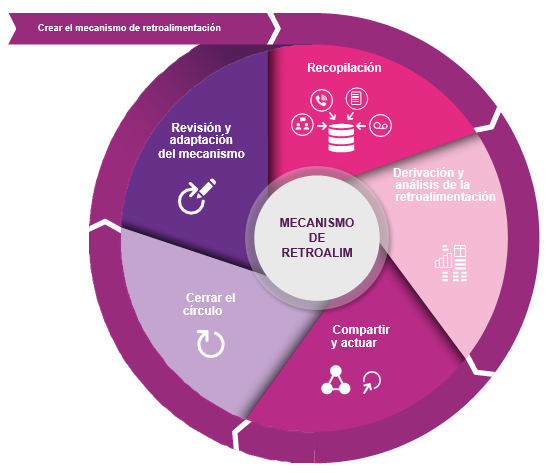 Crear el mecanismo de retroalimentación
Recopilación
Derivación y
análisis de la
retroalimentación
Compartir
y actuar
Cerrar el
círculo
Revisión y
adaptación
del mecanismo
MECANISMO
DE
RETROALIM